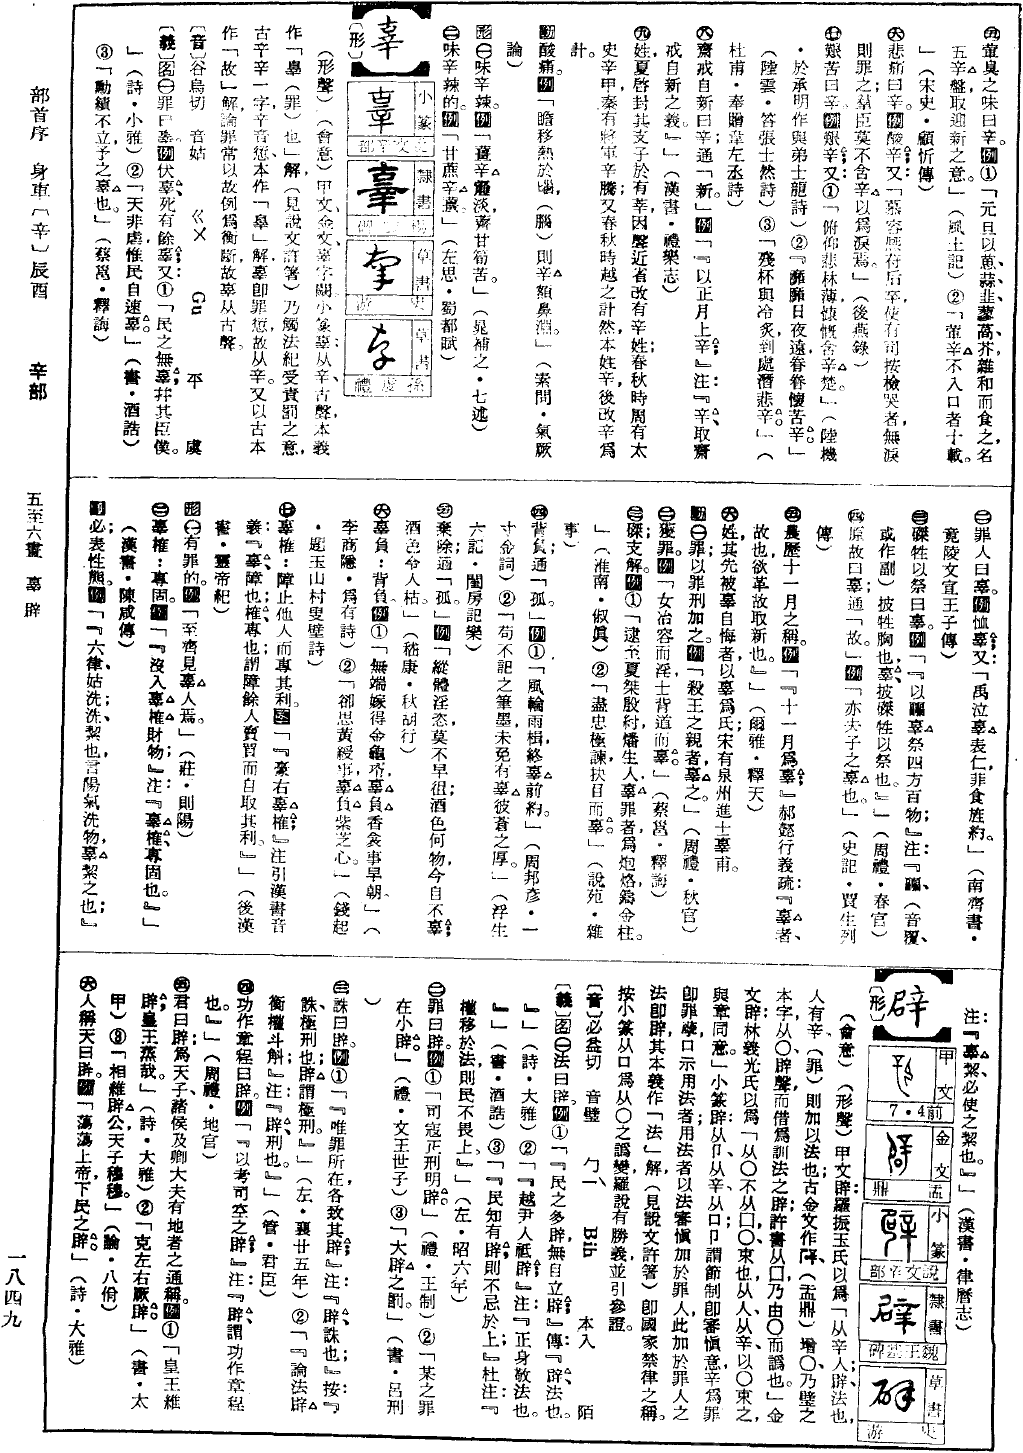 ㊄葷臭之味曰辛。例①「元旦以蔥蒜韭蓼蒿芥雜和而食之名
五辛盤取迎新之意。」(風土記)②「葷辛不入口者十載。
」(宋史・顧忻傳)
㊅悲痛曰辛。例酸辛;又「慕容熙苻后卒使有司按檢哭者無淚
則罪之羣臣莫不舍辛以爲淚焉。」(後燕錄)
㊆艱苦曰辛。例艱辛;又①「俯仰悲林薄慷慨含辛楚。」(陸機
・於承明作與弟士龍詩)②「靡靡日夜遠眷眷懷苦辛。」
(陸雲・答張士然詩)③「殘杯與冷炙到處潛悲辛。」(
杜甫・奉贈韋左丞詩)
㊇齋戒自新曰辛通「新。」例「『以正月上辛。』注:『辛取齋
戒自新之義。』」(漢書・禮樂志)
㊈姓,夏啓封其支子於有莘因聲近省改有辛姓;春秋時周有太
史辛甲秦有將軍辛騰;又春秋時越之計然本姓辛後改辛爲
計。
動酸痛。例「膽移熱於𡿺(腦)則辛頞鼻淵。」(素問・氣厥
論)
形㊀味辛辣。例「薑辛馥淡齏甘筍苦。」(晁補之・七述)
㊁味辛辣的。例「甘蔗辛薑。」(左思・蜀都賦)
辜
〔形〕
小篆 說文辛部
隸書
草書 史游
草書 孫虔禮
(形聲)(會意)甲文、金文辜字闕小篆辜从辛、古聲本義
作「辠(罪)也」解,(見說文許箸)乃觸法紀受責罰之意,
古辛辛一字,辛音愆、本作「䇂」解辜卽罪愆故从辛。又以古本
作「故」解論罪常以故例爲衡斷故辜从古聲。
〔音〕谷烏切 音姑 ㄍㄨ Gu 平 虞
〔義〕名㊀罪曰辜。例伏辜、死有餘辜;又①「民之無辜;幷其臣僕。
」(詩・小雅)②「天非虐,惟民自速辜。」(書・酒誥)
③「勳績不立予之辜也。」(蔡邕・釋誨)
㊁罪人曰辜。例恤辜;又「禹泣辜表仁,菲食旌約。」(南齊書・
竟陵文宣王子傳)
㊂磔牲以祭曰辜。例「『以疈辜祭四方百物。』注:『疈、(音覆、
或作副)披牲胸也;辜、披磔牲以祭也。』」(周禮・春官)
㊃原故曰辜通「故。」例「亦夫子之辜也。」(史記・賈生列
傳)
㊄農歷十一月之稱。例「『十一月爲辜。』郝懿行義疏:『辜者、
故也欲革故取新也。』」(爾雅・釋天)
㊅姓,其先被辜自悔者以辜爲氏宋有泉州進士辜甫。
動㊀罪;以罪刑加之。例「殺王之親者辜之。」(周禮・秋官)
㊁獲罪。例「女冶容而淫士背道而辜。」(蔡邕・釋誨)
㊂磔;支解。例①「逮至夏桀殷紂燔生人辜罪者爲炮烙鑄金柱。
」(淮南・俶眞)②「盡忠極諫抉目而辜。」(說苑・雜
事)
㊃背負;通「孤。」例①「風輪雨楫終辜前約。」(周邦彥・一
寸金詞)②「苟不記之筆墨,未免有辜彼蒼之厚。」(浮生
六記・閨房記樂)
㊄棄除;通「孤。」例「縱體淫恣莫不早徂酒色何物,今自不辜;
酒色令人枯。」(嵇康・秋胡行)
㊅辜負:背負。例①「無端嫁得金龜壻辜負香衾事早朝。」(
李商隱・爲有詩)②「卻思黃綬事辜負紫芝心。」(錢起
・題玉山村叟壁詩)
㊆辜榷:障止他人而專其利。例「『豪右辜榷。』注引漢書音
義:『辜、障也;榷、專也;謂障餘人賣買而自取其利。』」(後漢
書・靈帝紀)
形㊀有罪的。例「至齊見辜人焉。」(莊・則陽)
㊁辜榷:專固。例「『沒入辜榷財物。』注:『辜榷、專固也。』」
(漢書・陳咸傳)
副必;表性態。例「『六律:姑洗洗、絜也,言陽氣洗物辜絜之也。』
注:『辜絜必使之絜也。』」(漢書・律曆志)
辟
〔形〕
甲文 前4・7
金文 盂鼎
小篆 說文辟部
隸書 魏王基碑
草書 史游
(會意)(形聲)甲文辟羅振玉氏以爲「从辛人,辟法也,
人有辛(罪)則加以法也;古金文作𨐨、(盂鼎)增〇,乃璧之
本字从〇辟聲,而借爲訓法之辟;許書从口乃由〇而譌也。」金
文辟林義光氏以爲「从〇不从口,〇、束也,从人、从辛以〇束之,
與章同意。」小篆辟从卩从辛、从口,卩謂節制卽審愼意辛爲罪
卽罪孽口示用法者;用法者以法審愼加於罪人,此加於罪人之
法卽辟,其本義作「法」解(見說文許箸)卽國家禁律之稱。
按小篆从口爲从〇之譌變羅說有勝義並引參證。
〔音〕必益切 音璧 ㄅㄧˋ Bih 本入 陌
〔義〕名㊀法曰辟。例①「『民之多辟,無自立辟。』傳:『辟、法也。
』」(詩・大雅)②「『越尹人祗辟。』注:『正身敬法也。
』」(書・酒誥)③「『民知有辟則不忌於上。』杜注:『
權移於法則民不畏上。』」(左・昭六年)
㊁罪曰辟。例①「司寇正刑明辟。」(禮・王制)②「某之罪
在小辟。」(禮・文王世子)③「大辟之罰。」(書・呂刑
)
㊂誅曰辟。例①「『唯罪所在各致其辟。』注:『辟、誅也。』按:『
誅、極刑也;辟謂極刑。』」(左・襄廿五年)②「『論法辟
衡權斗斛。』注:『辟、刑也。』」(管・君臣)
㊃功作章程曰辟。例「『以考司空之辟。』注:『辟謂功作章程
也。』」(周禮・地官)
㊄君曰辟;爲天子諸侯及卿大夫有地者之通稱。例①「皇王維
辟;皇王烝哉。」(詩・大雅)②「克左右厥辟。」(書・太
甲)③「相維辟公,天子穆穆。」(論・八佾)
㊅人稱天曰辟。例「蕩蕩上帝,下民之辟。」(詩・大雅)
部首序 身車〔辛〕辰酉 辛部
五至六畫 辜 辟
一八四九